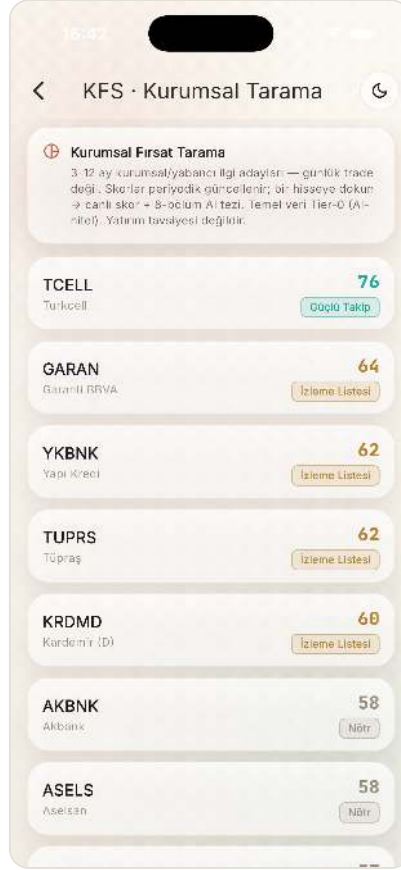 16:42
KFS · Kurumsal Tarama
Kurumsal Fırsat Tarama
3-12 ay kurumsal/yabancı ilgi adayları — günlük trade
değil. Skorlar periyodik güncellenir; bir hisseye dokun
→ canlı skor + 8-bölüm AI tezi. Temel veri Tier-0 (AI-
nitel). Yatırım tavsiyesi değildir.
TCELL
76
Turkcell
Güçlü Takip
GARAN
64
Garanti BBVA
İzleme Listesi
YKBNK
62
Yapı Kredi
İzleme Listesi
TUPRS
62
Tüpraş
İzleme Listesi
KRDMD
60
Kardemir (D)
İzleme Listesi
AKBNK
58
Akbank
Nötr
ASELS
58
Aselsan
Nötr